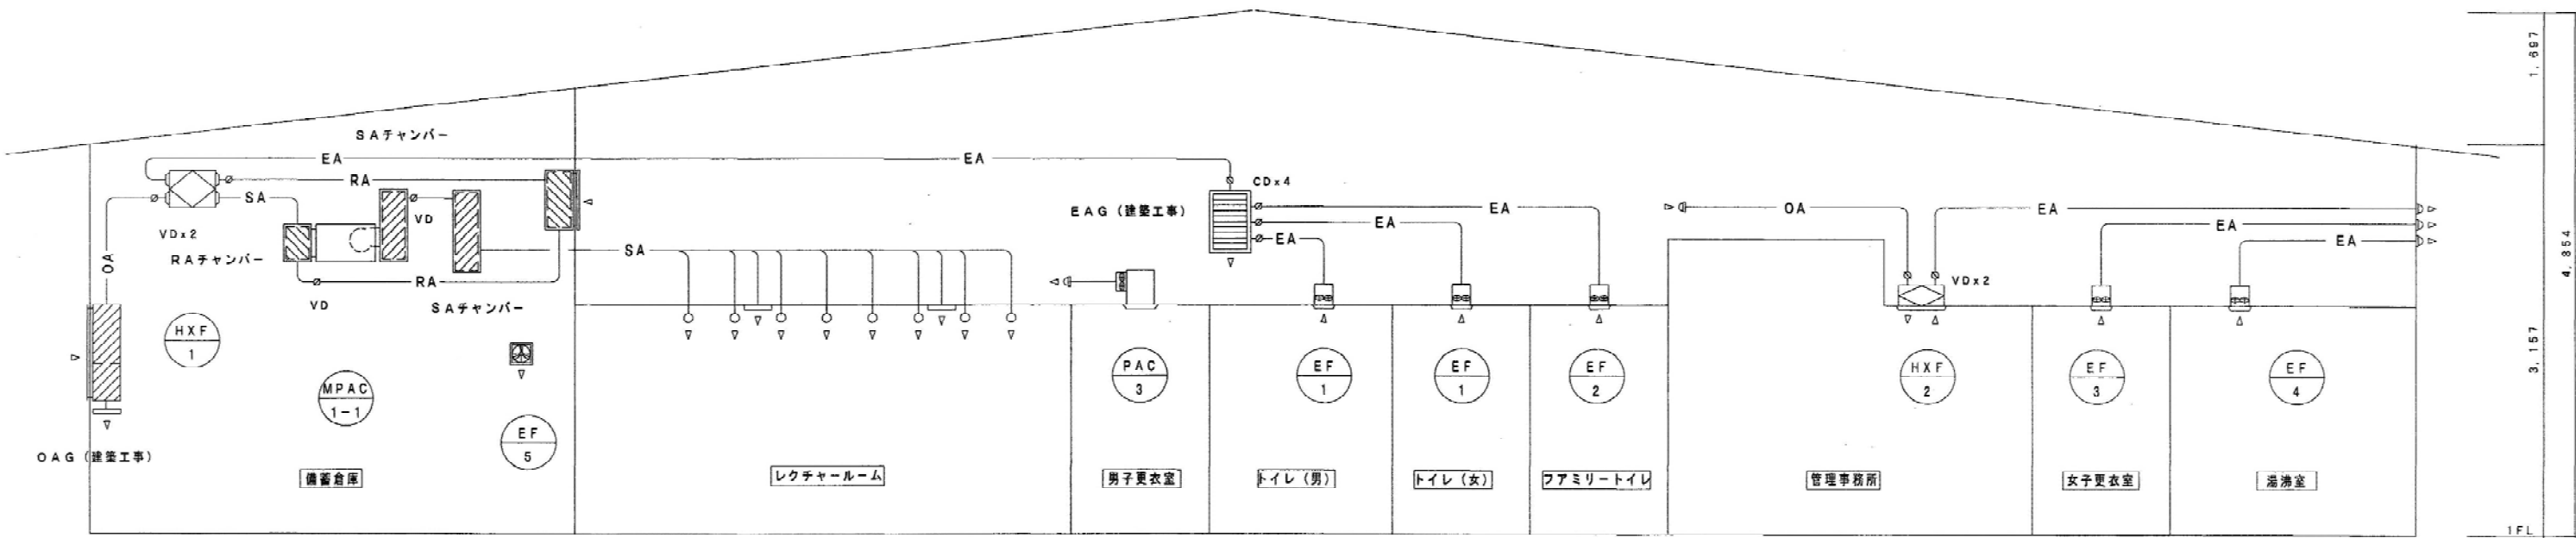 1,697
SAチャンバー
EA
EA
RA
CDx4
SA
VD
EAG (建築工事)
EA
OA
EA
VDx2
EA
EA
RAチャンバー
EA
EA
SA
OA
4,854
RA
VDx2
VD
SAチャンバー
HXF
1
3,157
MPAC
1-1
PAC
3
EF
1
EF
1
EF
2
HXF
2
EF
3
EF
4
EF
5
OAG (建築工事)
備蓄倉庫
レクチャールーム
男子更衣室
トイレ (男)
トイレ (女)
フアミリートイレ
管理事務所
女子更衣室
湯沸室
1FL